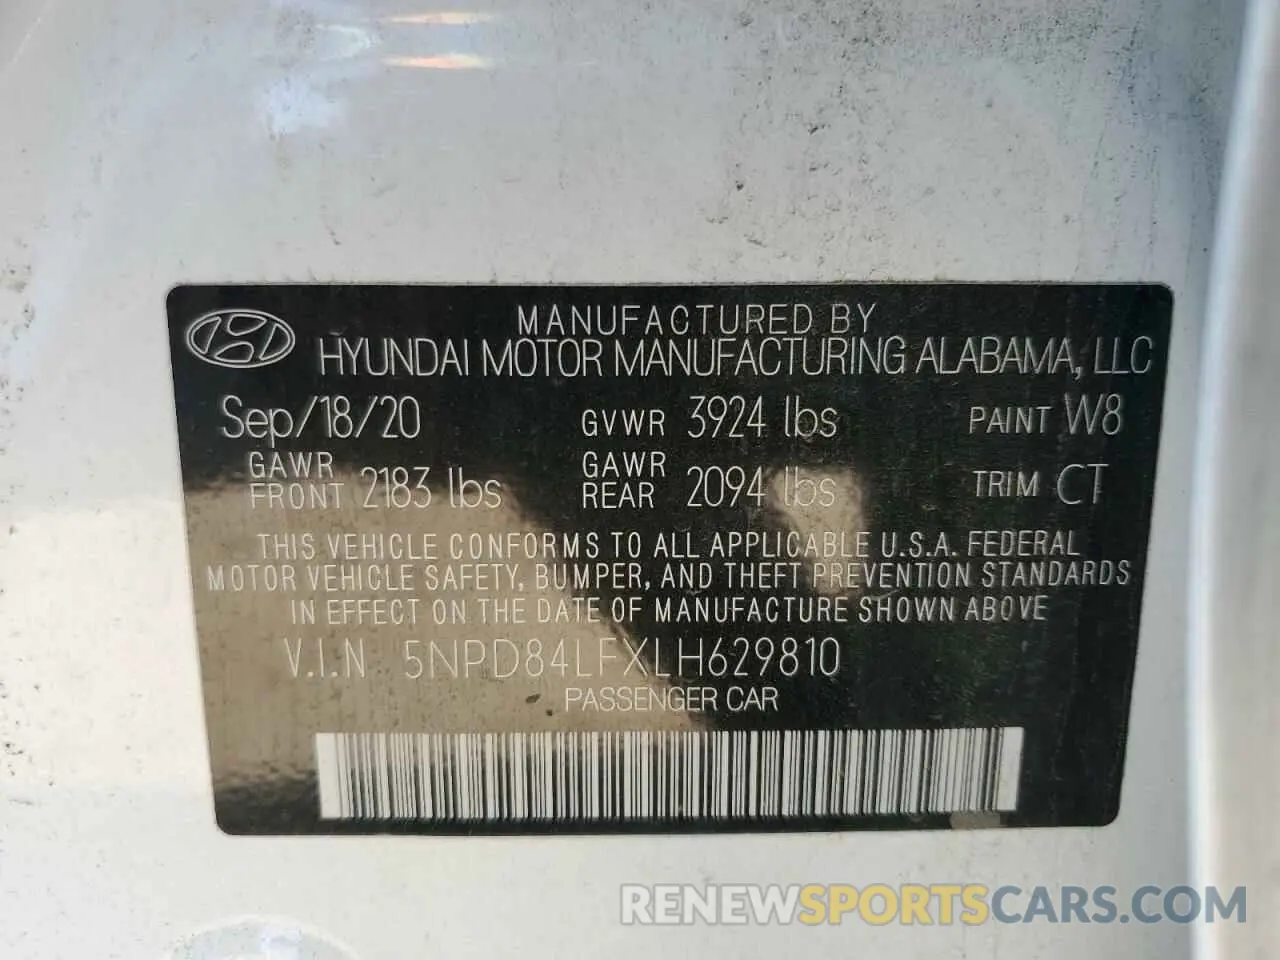 MANUFACTURED BY
HYUNDAI MOTOR MANUFACTURING ALABAMA, LLC
Sep/18/20 GVWR 3924 lbs PAINT W8
GAWR FRONT 2183 lbs GAWR REAR 2094 lbs TRIM CT
THIS VEHICLE CONFORMS TO ALL APPLICABLE U.S.A. FEDERAL
MOTOR VEHICLE SAFETY, BUMPER, AND THEFT PREVENTION STANDARDS
IN EFFECT ON THE DATE OF MANUFACTURE SHOWN ABOVE
V.I.N 5NPD84LFXLH629810
PASSENGER CAR
RENEWSPORTSCARS.COM